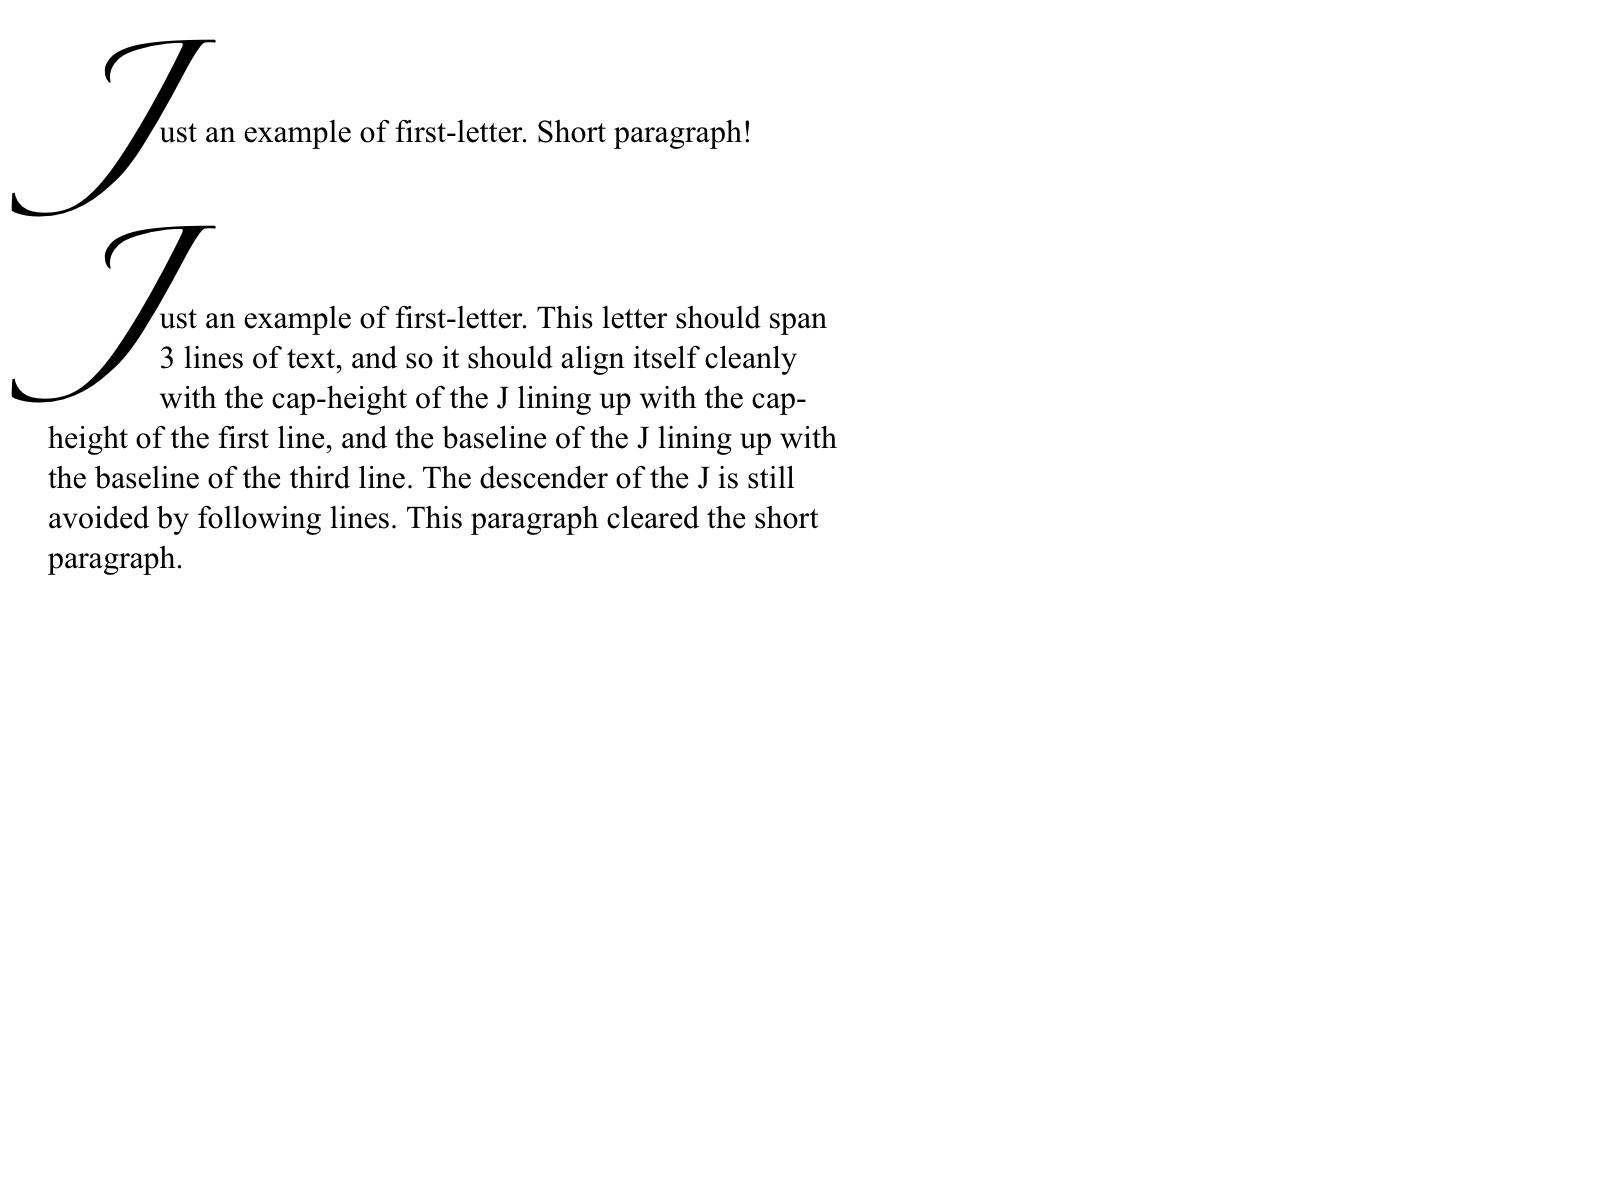 Just an example of first-letter. Short paragraph!
Just an example of first-letter. This letter should span
3 lines of text, and so it should align itself cleanly
with the cap-height of the J lining up with the cap-
height of the first line, and the baseline of the J lining up with
the baseline of the third line. The descender of the J is still
avoided by following lines. This paragraph cleared the short
paragraph.